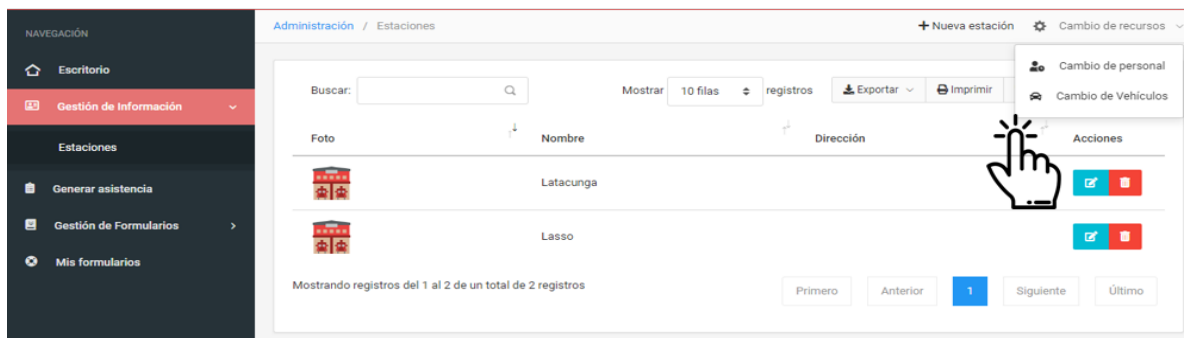 NAVEGACIÓN
Escritorio
Gestión de Información
Estaciones
Generar asistencia
Gestión de Formularios
Mis formularios
Administración / Estaciones
Nueva estación
Cambio de recursos
Cambio de personal
Cambio de Vehículos
Buscar:
Mostrar 10 filas registros
Exportar
Imprimir
Foto Nombre Dirección Acciones
Latacunga
Lasso
Mostrando registros del 1 al 2 de un total de 2 registros
Primero Anterior 1 Siguiente Último